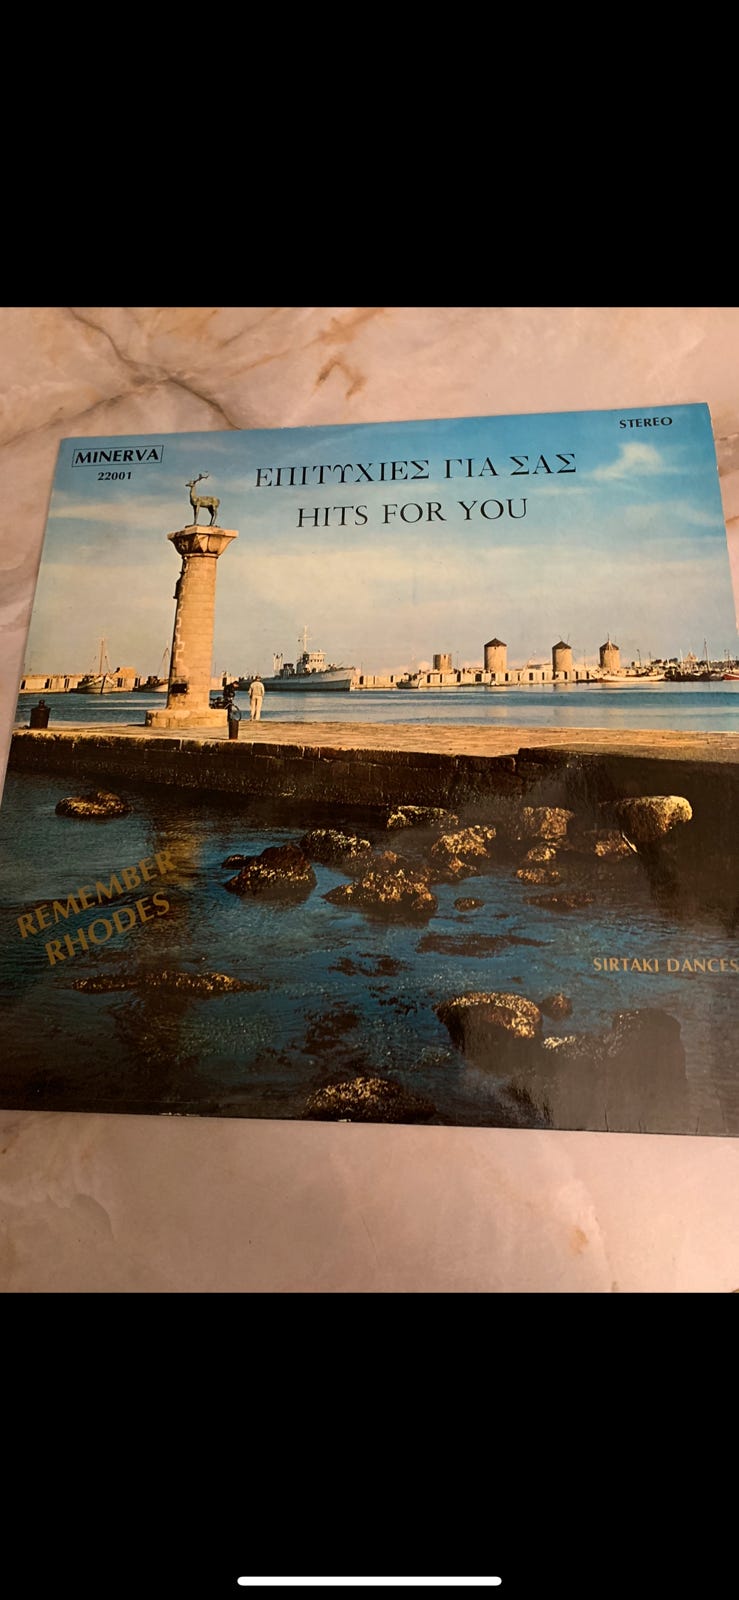 MINERVA
22001
STEREO
ΕΠΙΤΥΧΙΕΣ ΓΙΑ ΣΑΣ
HITS FOR YOU
REMEMBER
RHODES
SIRTAKI DANCES